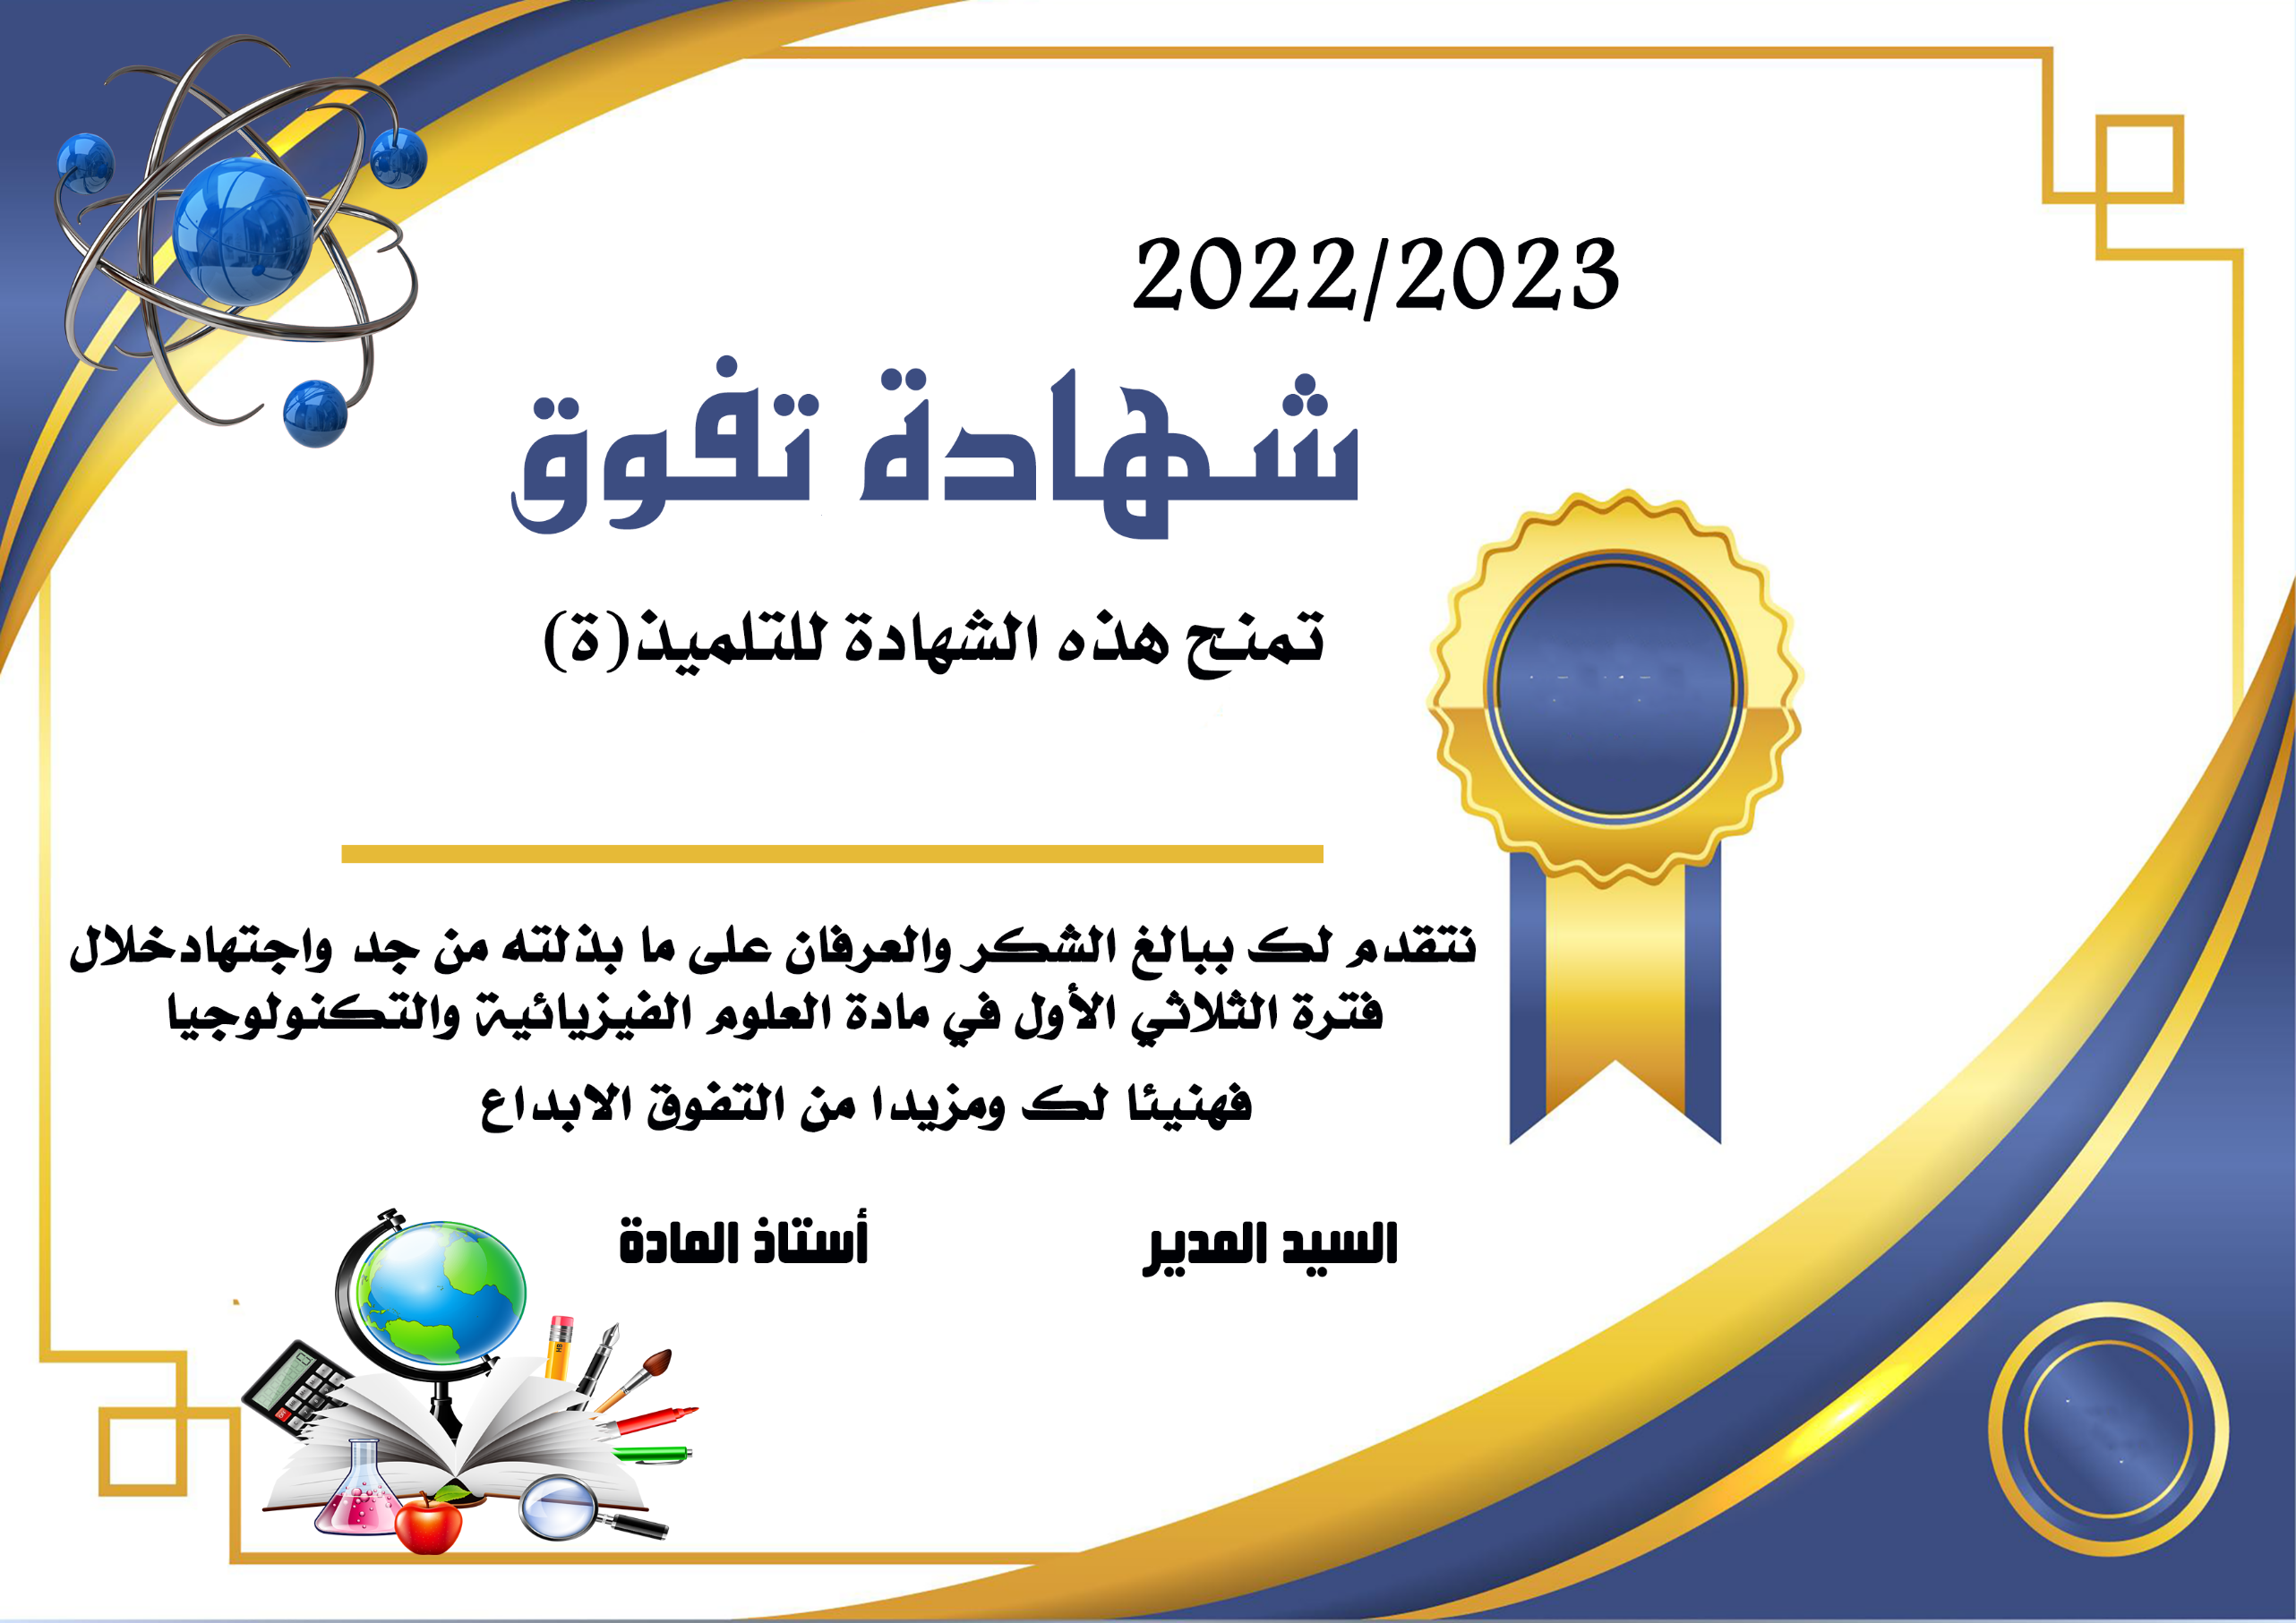 2022/2023
شهادة تفوق
تمنح هذه الشهادة للتلميذ(ة)
نتقدم لك ببالغ الشكر والعرفان على ما بذلته من جد واجتهادخلال
فترة الثلاثي الأول في مادة العلوم الفيزيائية والتكنولوجيا
فهنيئا لك ومزيدا من التفوق الابداع
السيد المدير
أستاذ المادة
HB